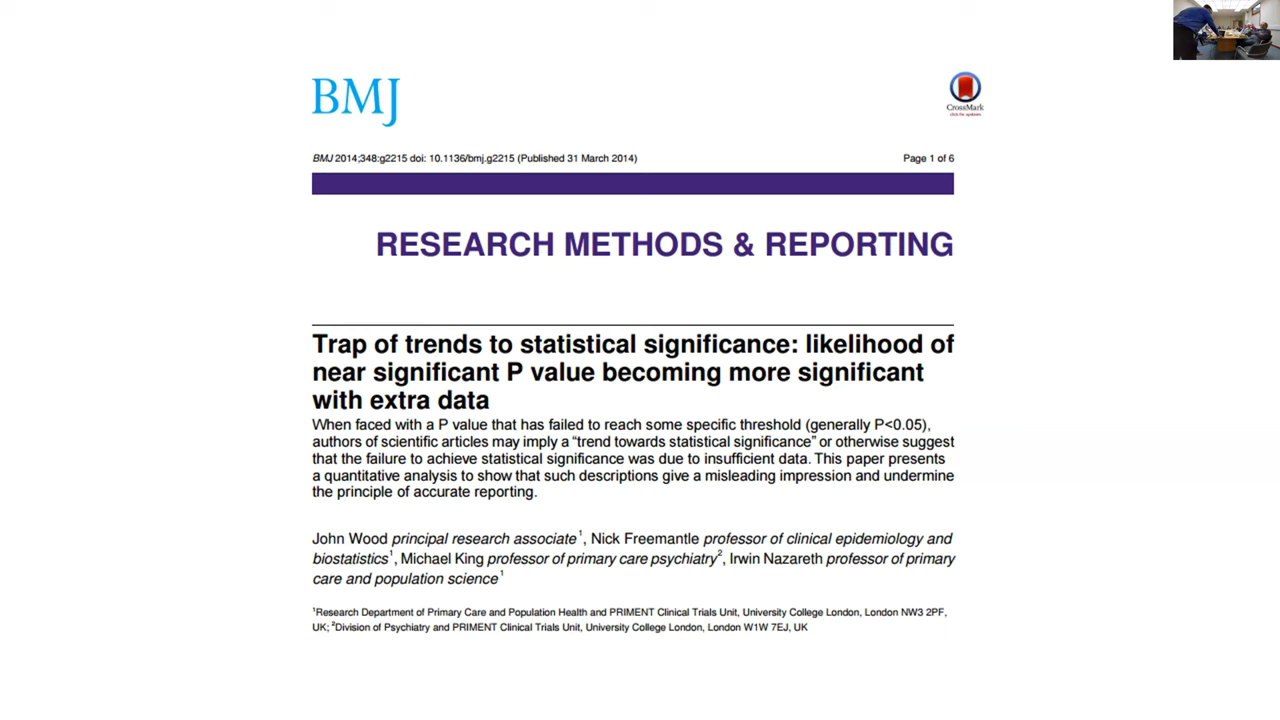 BMJ
CrossMark
click for updates
BMJ 2014;348:g2215 doi: 10.1136/bmj.g2215 (Published 31 March 2014)
Page 1 of 6
RESEARCH METHODS & REPORTING
Trap of trends to statistical significance: likelihood of
near significant P value becoming more significant
with extra data
When faced with a P value that has failed to reach some specific threshold (generally P<0.05),
authors of scientific articles may imply a “trend towards statistical significance” or otherwise suggest
that the failure to achieve statistical significance was due to insufficient data. This paper presents
a quantitative analysis to show that such descriptions give a misleading impression and undermine
the principle of accurate reporting.
John Wood principal research associate¹, Nick Freemantle professor of clinical epidemiology and
biostatistics¹, Michael King professor of primary care psychiatry², Irwin Nazareth professor of primary
care and population science¹
¹Research Department of Primary Care and Population Health and PRIMENT Clinical Trials Unit, University College London, London NW3 2PF,
UK; ²Division of Psychiatry and PRIMENT Clinical Trials Unit, University College London, London W1W 7EJ, UK